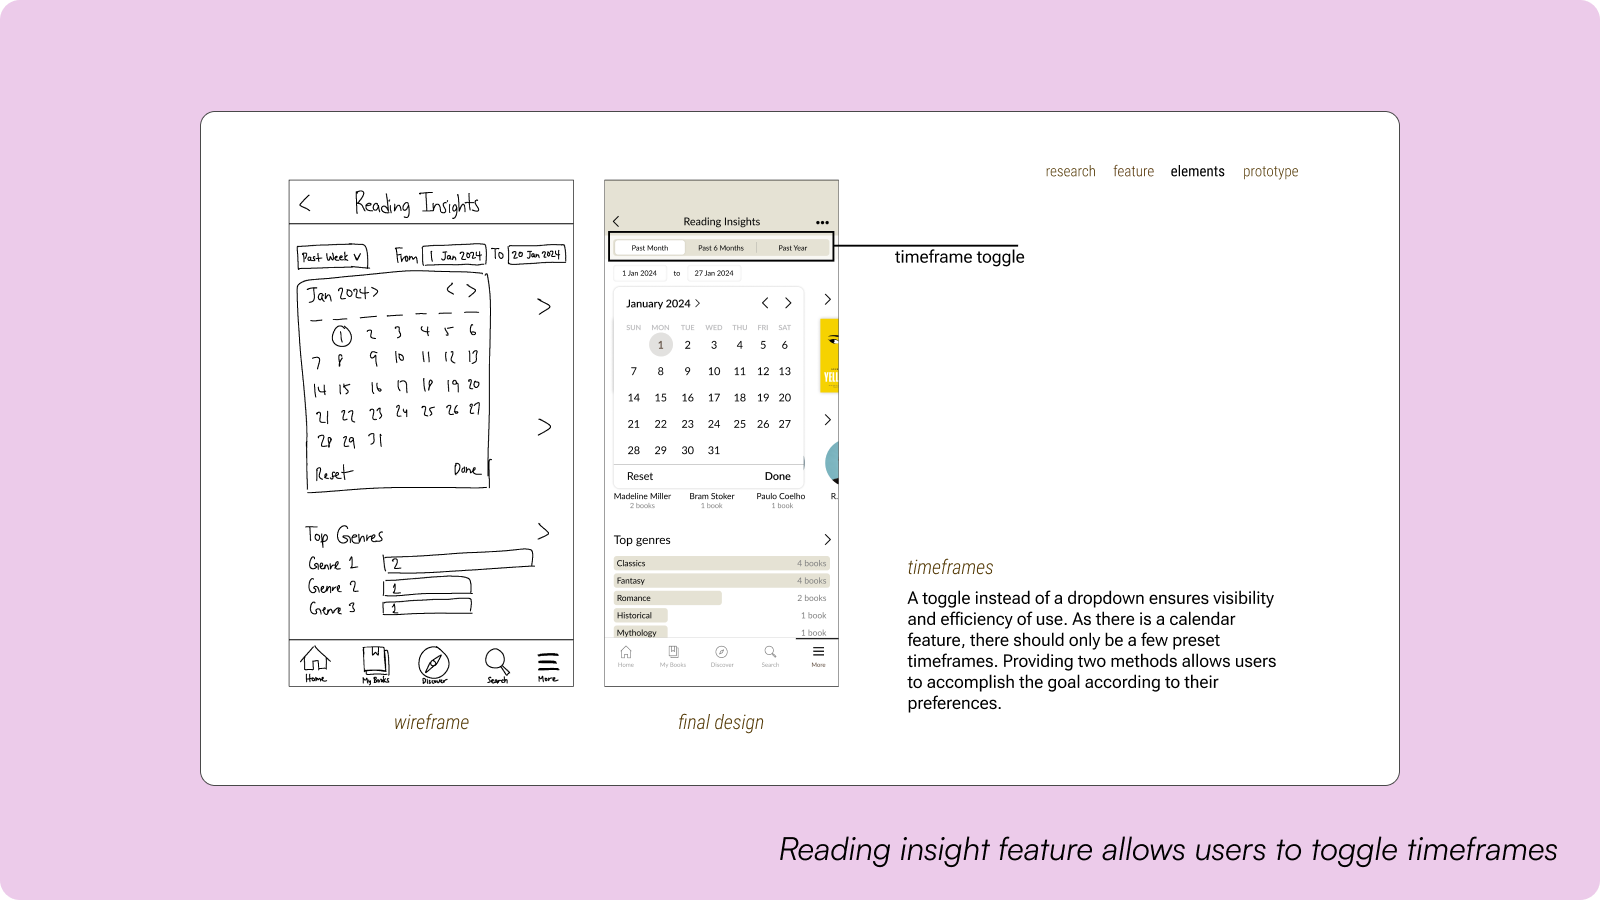 research feature elements prototype
Reading Insights
Past Week From 1 Jan 2024 To 20 Jan 2024
Jan 2024
1 2 3 4 5 6
7 8 9 10 11 12 13
14 15 16 17 18 19 20
21 22 23 24 25 26 27
28 29 31
Reset Done
Top Genres
Genre 1 2
Genre 2 1
Genre 3 1
Home My Books Discover Search More
wireframe
Reading Insights
Past Month Past 6 Months Past Year
1 Jan 2024 to 27 Jan 2024
January 2024
SUN MON TUE WED THU FRI SAT
1 2 3 4 5 6
7 8 9 10 11 12 13
14 15 16 17 18 19 20
21 22 23 24 25 26 27
28 29 30 31
Reset Done
YELL
Madeline Miller Bram Stoker Paulo Coelho R.
2 books 1 book 1 book
Top genres
Classics 4 books
Fantasy 4 books
Romance 2 books
Historical 1 book
Mythology 1 book
Home My Books Discover Search More
final design
timeframe toggle
timeframes
A toggle instead of a dropdown ensures visibility
and efficiency of use. As there is a calendar
feature, there should only be a few preset
timeframes. Providing two methods allows users
to accomplish the goal according to their
preferences.
Reading insight feature allows users to toggle timeframes